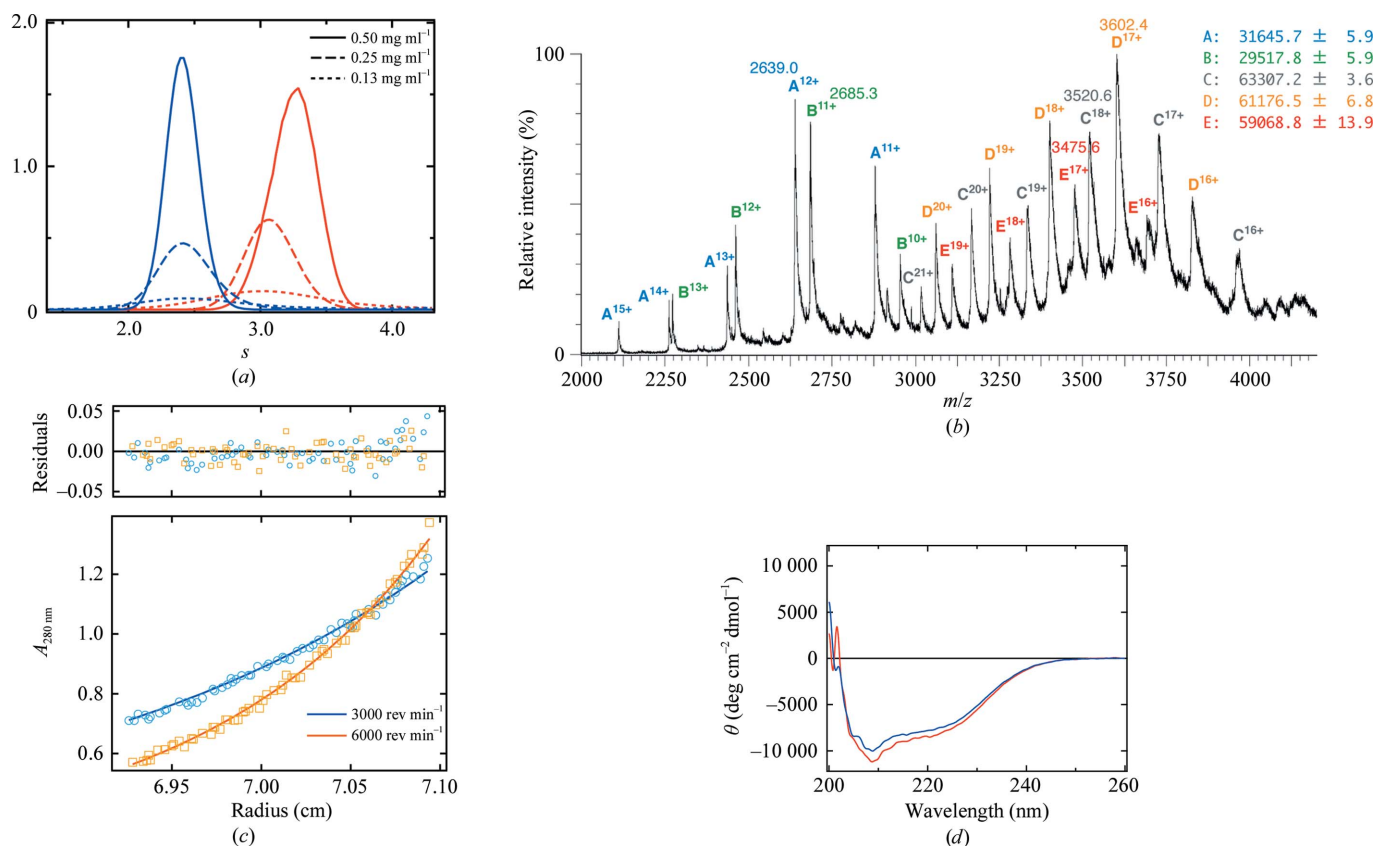 (a)
2.0
1.0
0
2.0 3.0 4.0
s
0.50 mg ml⁻¹
0.25 mg ml⁻¹
0.13 mg ml⁻¹
(b)
Relative intensity (%)
100
0
2000 2250 2500 2750 3000 3250 3500 3750 4000
m/z
A¹⁵⁺
A¹⁴⁺
B¹³⁺
A¹³⁺
B¹²⁺
2639.0
A¹²⁺
B¹¹⁺
2685.3
A¹¹⁺
B¹⁰⁺
C²¹⁺
D²⁰⁺
E¹⁹⁺
C²⁰⁺
D¹⁹⁺
E¹⁸⁺
C¹⁹⁺
D¹⁸⁺
3475.6
E¹⁷⁺
3520.6
C¹⁸⁺
3602.4
D¹⁷⁺
E¹⁶⁺
C¹⁷⁺
D¹⁶⁺
C¹⁶⁺
A: 31645.7 ± 5.9
B: 29517.8 ± 5.9
C: 63307.2 ± 3.6
D: 61176.5 ± 6.8
E: 59068.8 ± 13.9
Residuals
0.05
0.00
−0.05
A₂₈₀ ₙₘ
1.2
1.0
0.8
0.6
3000 rev min⁻¹
6000 rev min⁻¹
6.95 7.00 7.05 7.10
Radius (cm)
(c)
θ (deg cm⁻² dmol⁻¹)
10 000
5000
0
−5000
−10 000
200 220 240 260
Wavelength (nm)
(d)